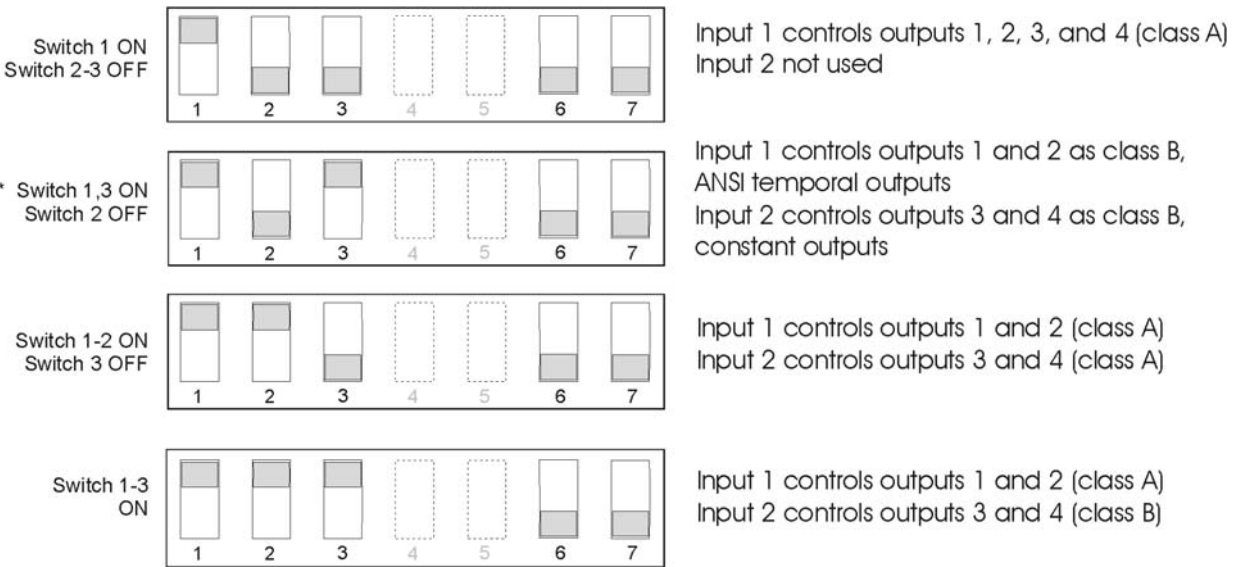 Switch 1 ON
Switch 2-3 OFF
1 2 3 4 5 6 7
Input 1 controls outputs 1, 2, 3, and 4 (class A)
Input 2 not used
* Switch 1,3 ON
Switch 2 OFF
1 2 3 4 5 6 7
Input 1 controls outputs 1 and 2 as class B,
ANSI temporal outputs
Input 2 controls outputs 3 and 4 as class B,
constant outputs
Switch 1-2 ON
Switch 3 OFF
1 2 3 4 5 6 7
Input 1 controls outputs 1 and 2 (class A)
Input 2 controls outputs 3 and 4 (class A)
Switch 1-3
ON
1 2 3 4 5 6 7
Input 1 controls outputs 1 and 2 (class A)
Input 2 controls outputs 3 and 4 (class B)